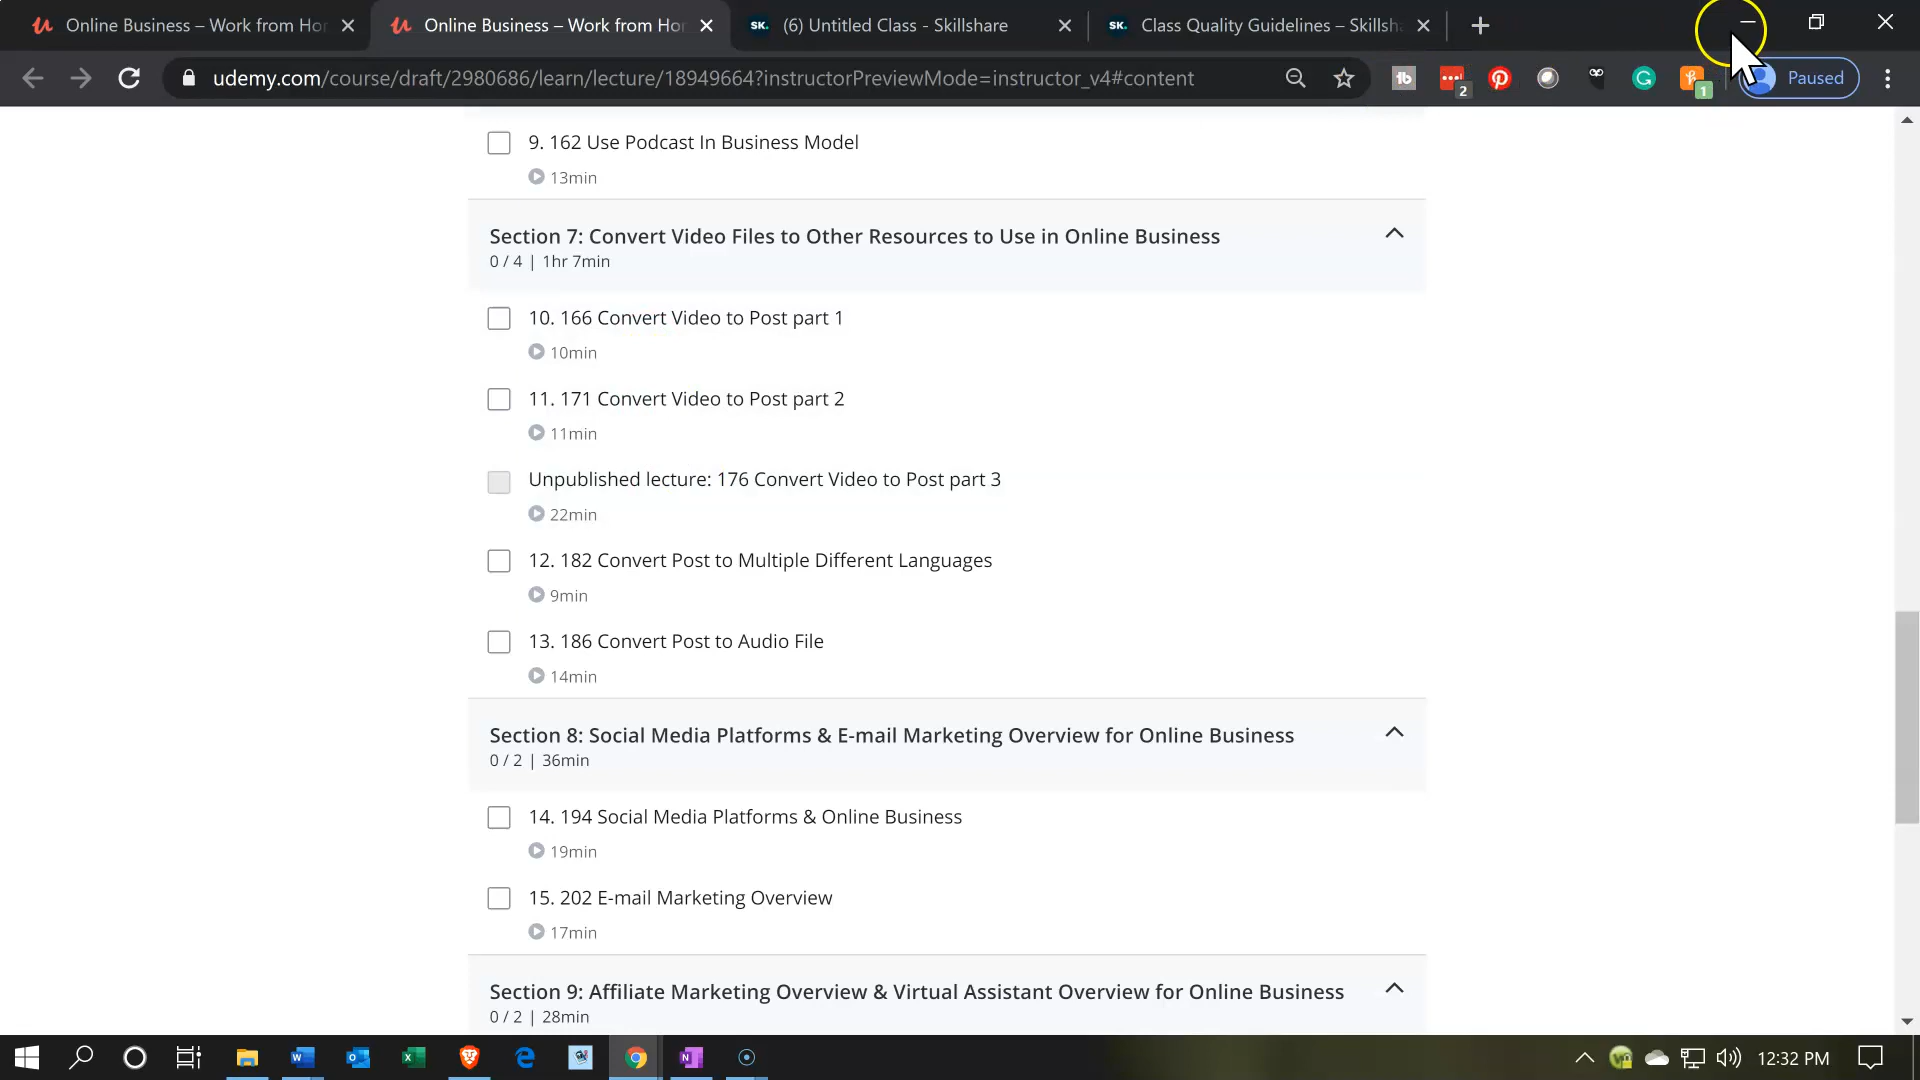 Online Business – Work from Hor
Online Business – Work from Hor
SK. (6) Untitled Class - Skillshare
SK. Class Quality Guidelines – Skillsha
udemy.com/course/draft/2980686/learn/lecture/18949664?instructorPreviewMode=instructor_v4#content
2
1
Paused
9. 162 Use Podcast In Business Model
13min
Section 7: Convert Video Files to Other Resources to Use in Online Business
0 / 4 | 1hr 7min
10. 166 Convert Video to Post part 1
10min
11. 171 Convert Video to Post part 2
11min
Unpublished lecture: 176 Convert Video to Post part 3
22min
12. 182 Convert Post to Multiple Different Languages
9min
13. 186 Convert Post to Audio File
14min
Section 8: Social Media Platforms & E-mail Marketing Overview for Online Business
0 / 2 | 36min
14. 194 Social Media Platforms & Online Business
19min
15. 202 E-mail Marketing Overview
17min
Section 9: Affiliate Marketing Overview & Virtual Assistant Overview for Online Business
0 / 2 | 28min
12:32 PM